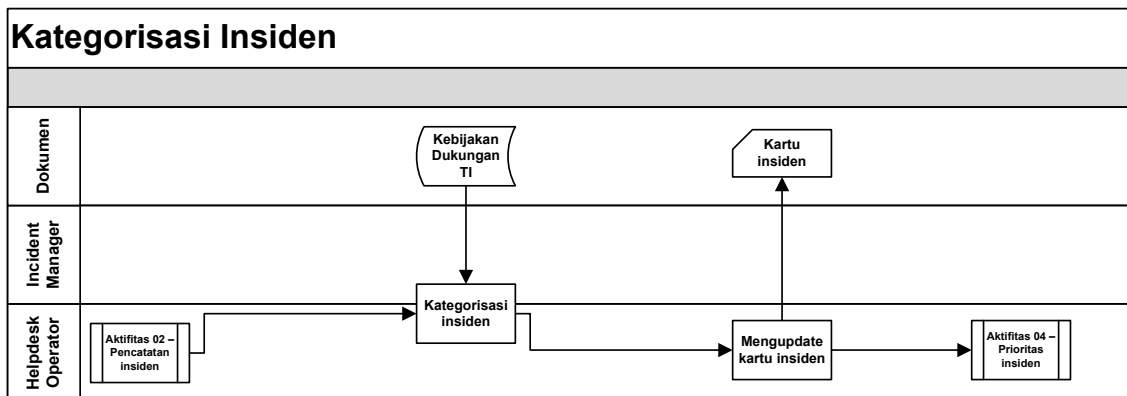 Kategorisasi Insiden
Dokumen
Kebijakan
Dukungan
TI
Kartu
insiden
Incident
Manager
Kategorisasi
insiden
Helpdesk
Operator
Aktifitas 02 –
Pencatatan
insiden
Mengupdate
kartu insiden
Aktifitas 04 –
Prioritas
insiden